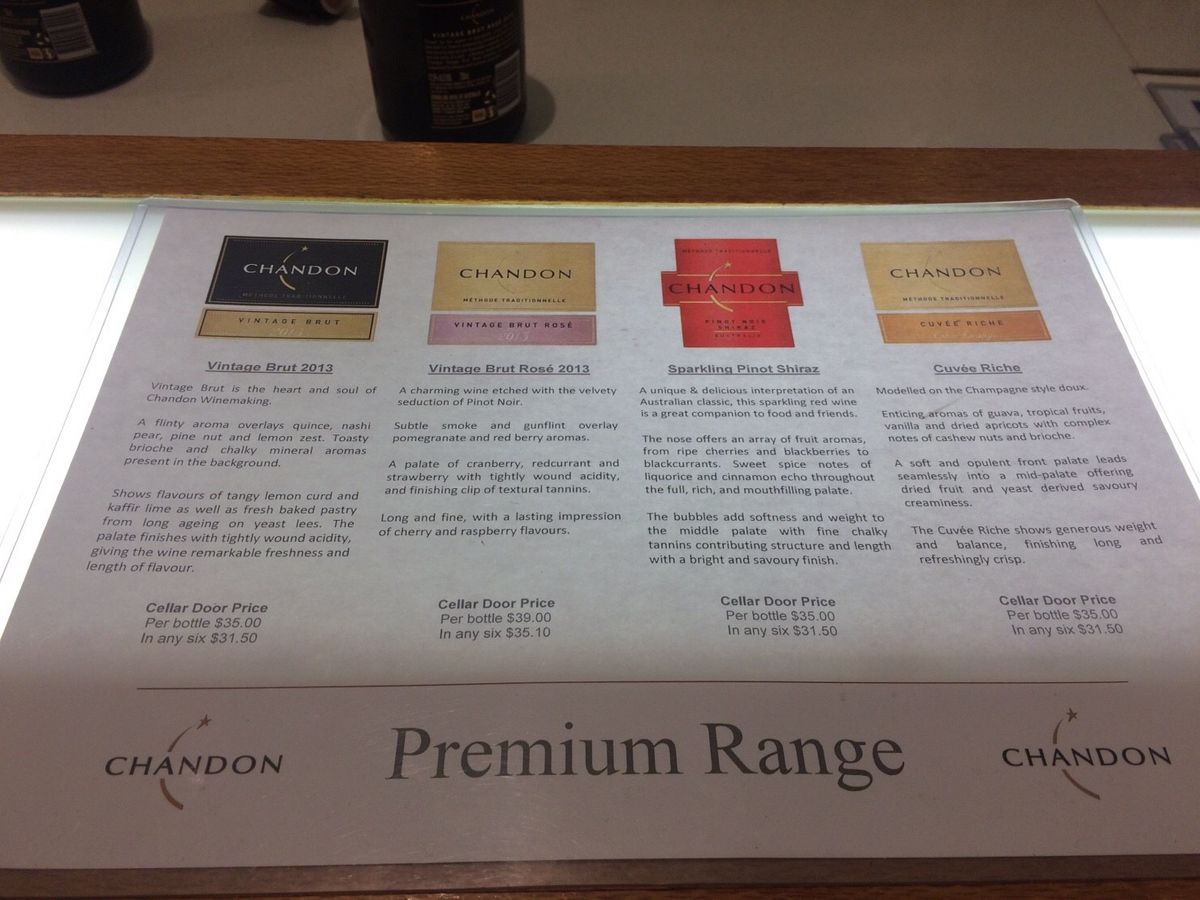 CHANDON
VINTAGE BRUT ROSÉ
CHANDON
MÉTHODE TRADITIONNELLE
VINTAGE BRUT
2013
CHANDON
MÉTHODE TRADITIONNELLE
VINTAGE BRUT ROSÉ
2013
MÉTHODE TRADITIONNELLE
CHANDON
PINOT NOIR
SHIRAZ
AUSTRALIA
CHANDON
MÉTHODE TRADITIONNELLE
CUVÉE RICHE
Vintage Brut 2013
Vintage Brut is the heart and soul of
Chandon Winemaking.
A flinty aroma overlays quince, nashi
pear, pine nut and lemon zest. Toasty
brioche and chalky mineral aromas
present in the background.
Shows flavours of tangy lemon curd and
kaffir lime as well as fresh baked pastry
from long ageing on yeast lees. The
palate finishes with tightly wound acidity,
giving the wine remarkable freshness and
length of flavour.
Cellar Door Price
Per bottle $35.00
In any six $31.50
Vintage Brut Rosé 2013
A charming wine etched with the velvety
seduction of Pinot Noir.
Subtle smoke and gunflint overlay
pomegranate and red berry aromas.
A palate of cranberry, redcurrant and
strawberry with tightly wound acidity,
and finishing clip of textural tannins.
Long and fine, with a lasting impression
of cherry and raspberry flavours.
Cellar Door Price
Per bottle $39.00
In any six $35.10
Sparkling Pinot Shiraz
A unique & delicious interpretation of an
Australian classic, this sparkling red wine
is a great companion to food and friends.
The nose offers an array of fruit aromas,
from ripe cherries and blackberries to
blackcurrants. Sweet spice notes of
liquorice and cinnamon echo throughout
the full, rich, and mouthfilling palate.
The bubbles add softness and weight to
the middle palate with fine chalky
tannins contributing structure and length
with a bright and savoury finish.
Cellar Door Price
Per bottle $35.00
In any six $31.50
Cuvée Riche
Modelled on the Champagne style doux.
Enticing aromas of guava, tropical fruits,
vanilla and dried apricots with complex
notes of cashew nuts and brioche.
A soft and opulent front palate leads
seamlessly into a mid-palate offering
dried fruit and yeast derived savoury
creaminess.
The Cuvée Riche shows generous weight
and balance, finishing long and
refreshingly crisp.
Cellar Door Price
Per bottle $35.00
In any six $31.50
CHANDON
Premium Range
CHANDON